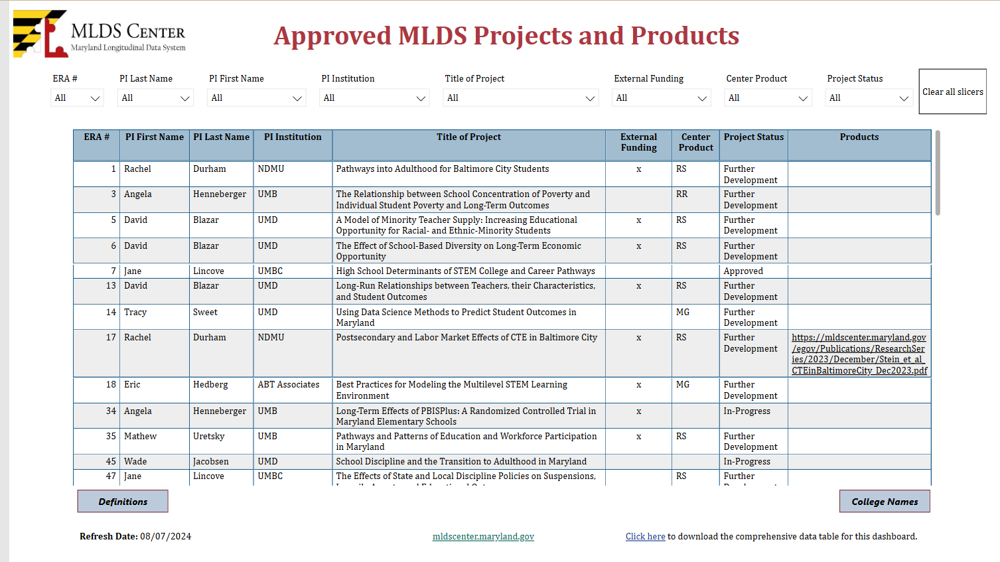 MLDS CENTER
Maryland Longitudinal Data System
Approved MLDS Projects and Products
ERA # PI Last Name PI First Name PI Institution Title of Project External Funding Center Product Project Status
All All All All All All All All
Clear all slicers
ERA # PI First Name PI Last Name PI Institution Title of Project External Center Project Status Products
Funding Product
1 Rachel Durham NDMU Pathways into Adulthood for Baltimore City Students x RS Further
Development
3 Angela Henneberger UMB The Relationship between School Concentration of Poverty and RR Further
Individual Student Poverty and Long-Term Outcomes Development
5 David Blazar UMD A Model of Minority Teacher Supply: Increasing Educational x RS Further
Opportunity for Racial- and Ethnic-Minority Students Development
6 David Blazar UMD The Effect of School-Based Diversity on Long-Term Economic x RS Further
Opportunity Development
7 Jane Lincove UMBC High School Determinants of STEM College and Career Pathways Approved
13 David Blazar UMD Long-Run Relationships between Teachers, their Characteristics, x RS Further
and Student Outcomes Development
14 Tracy Sweet UMD Using Data Science Methods to Predict Student Outcomes in MG Further
Maryland Development
17 Rachel Durham NDMU Postsecondary and Labor Market Effects of CTE in Baltimore City x RS Further https://mldscenter.maryland.gov
Development /egov/Publications/ResearchSer
ies/2023/December/Stein_et_al_
CTEinBaltimoreCity_Dec2023.pdf
18 Eric Hedberg ABT Associates Best Practices for Modeling the Multilevel STEM Learning x MG Further
Environment Development
34 Angela Henneberger UMB Long-Term Effects of PBISPlus: A Randomized Controlled Trial in x In-Progress
Maryland Elementary Schools
35 Mathew Uretsky UMB Pathways and Patterns of Education and Workforce Participation x RS Further
in Maryland Development
45 Wade Jacobsen UMD School Discipline and the Transition to Adulthood in Maryland In-Progress
47 Jane Lincove UMBC The Effects of State and Local Discipline Policies on Suspensions, RS Further
Definitions College Names
Refresh Date: 08/07/2024 mldscenter.maryland.gov Click here to download the comprehensive data table for this dashboard.